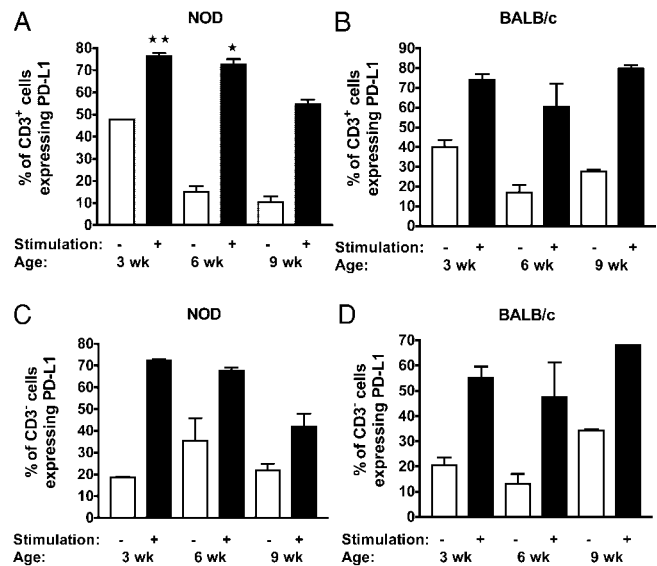 A
NOD
% of CD3+ cells
expressing PD-L1
80
70
60
50
40
30
20
10
0
★★
★
Stimulation: - + - + - +
Age: 3 wk 6 wk 9 wk
B
BALB/c
% of CD3+ cells
expressing PD-L1
90
80
70
60
50
40
30
20
10
0
Stimulation: - + - + - +
Age: 3 wk 6 wk 9 wk
C
NOD
% of CD3- cells
expressing PD-L1
80
70
60
50
40
30
20
10
0
Stimulation: - + - + - +
Age: 3 wk 6 wk 9 wk
D
BALB/c
% of CD3- cells
expressing PD-L1
70
60
50
40
30
20
10
0
Stimulation: - + - + - +
Age: 3 wk 6 wk 9 wk